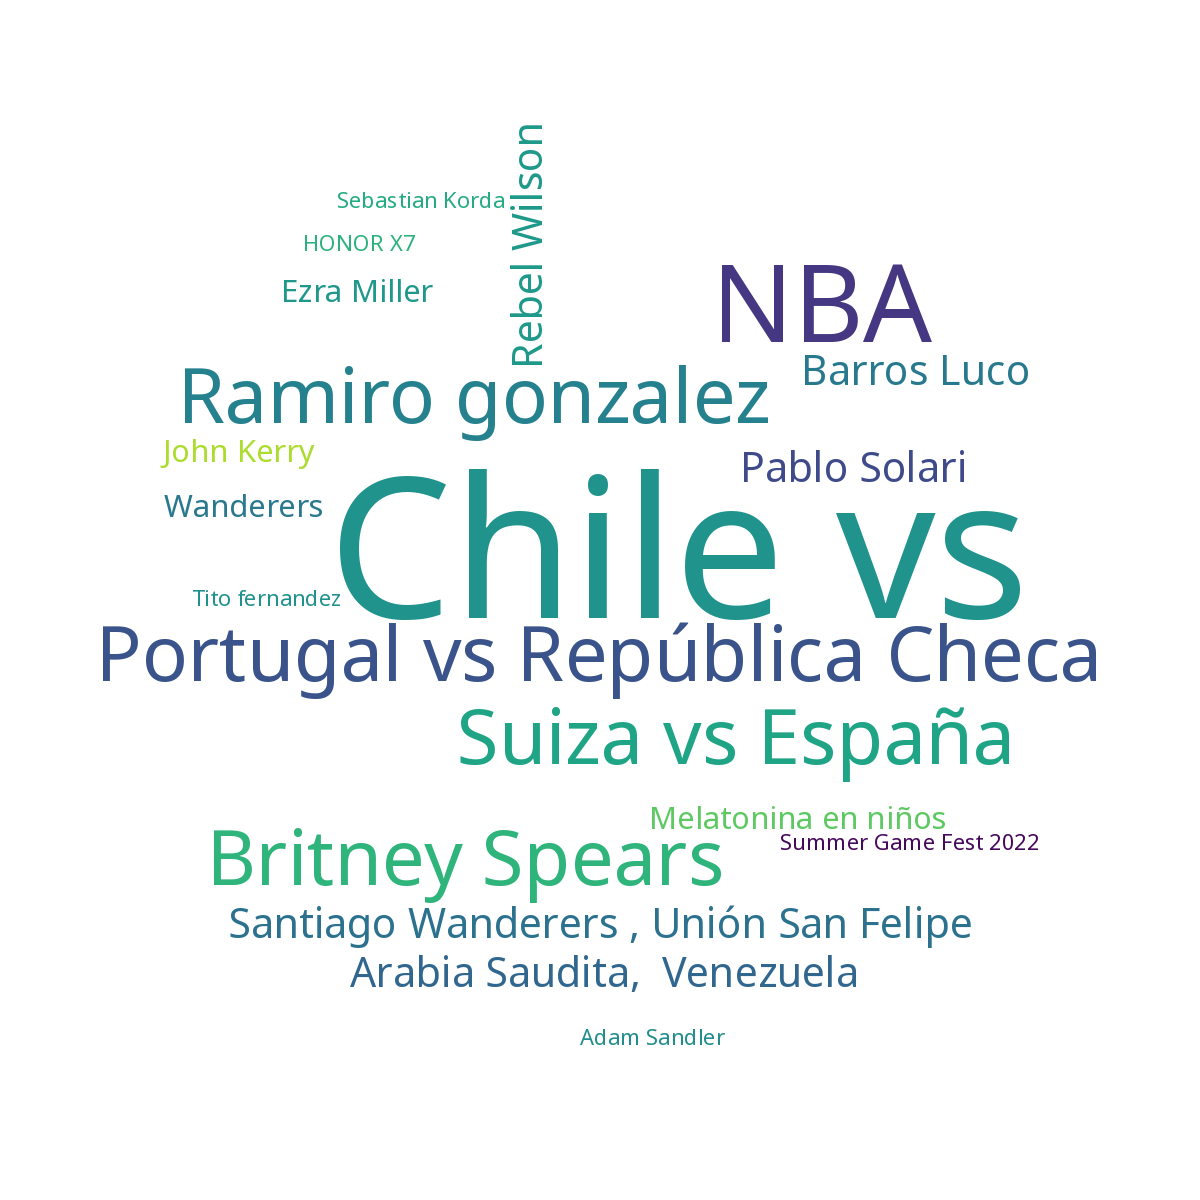 Rebel Wilson
Sebastian Korda
HONOR X7
Ezra Miller
NBA
Barros Luco
Ramiro gonzalez
John Kerry
Pablo Solari
Wanderers
Chile vs
Tito fernandez
Portugal vs República Checa
Suiza vs España
Melatonina en niños
Summer Game Fest 2022
Britney Spears
Santiago Wanderers , Unión San Felipe
Arabia Saudita,  Venezuela
Adam Sandler